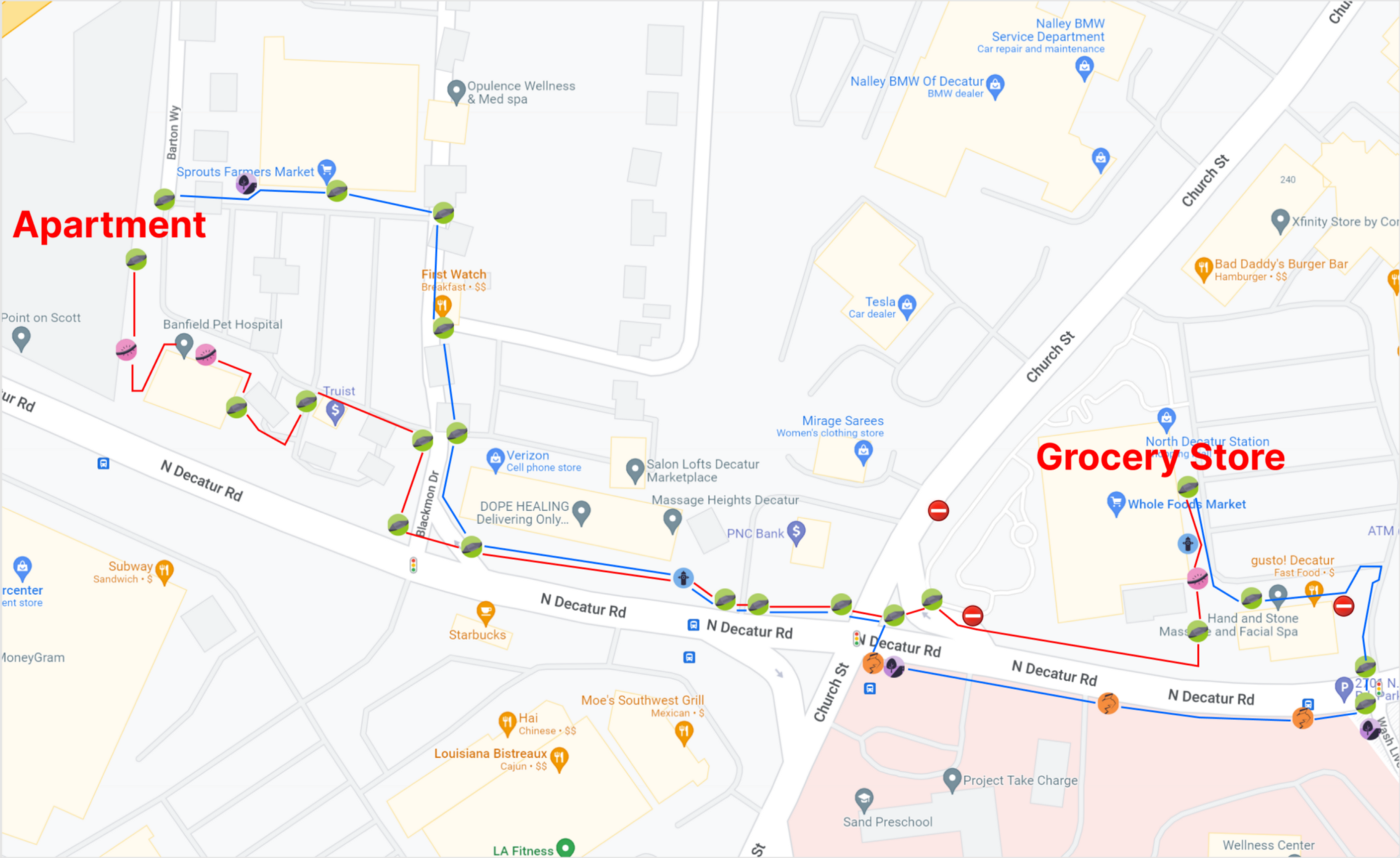 Nalley BMW
Service Department
Car repair and maintenance
Church St
Nalley BMW Of Decatur
BMW dealer
Opulence Wellness
& Med spa
Barton Wy
Sprouts Farmers Market
Church St
240
Xfinity Store by Co
Apartment
First Watch
Breakfast • $$
Bad Daddy's Burger Bar
Hamburger • $$
Tesla
Car dealer
Point on Scott
Banfield Pet Hospital
Church St
Truist
ur Rd
Mirage Sarees
Women's clothing store
North Decatur Station
Grocery Store
Verizon
Cell phone store
Salon Lofts Decatur
Marketplace
N Decatur Rd
Blackmon Dr
DOPE HEALING
Delivering Only...
Massage Heights Decatur
Whole Foods Market
PNC Bank
ATM
Subway
Sandwich • $
rcenter
ent store
gusto! Decatur
Fast Food • $
N Decatur Rd
Hand and Stone
Massage and Facial Spa
Starbucks
N Decatur Rd
N Decatur Rd
MoneyGram
N Decatur Rd
N Decatur Rd
Church St
P
Moe's Southwest Grill
Mexican • $
Hai
Chinese • $$
Louisiana Bistreaux
Cajun • $$
Project Take Charge
Sand Preschool
LA Fitness
St
Wellness Center